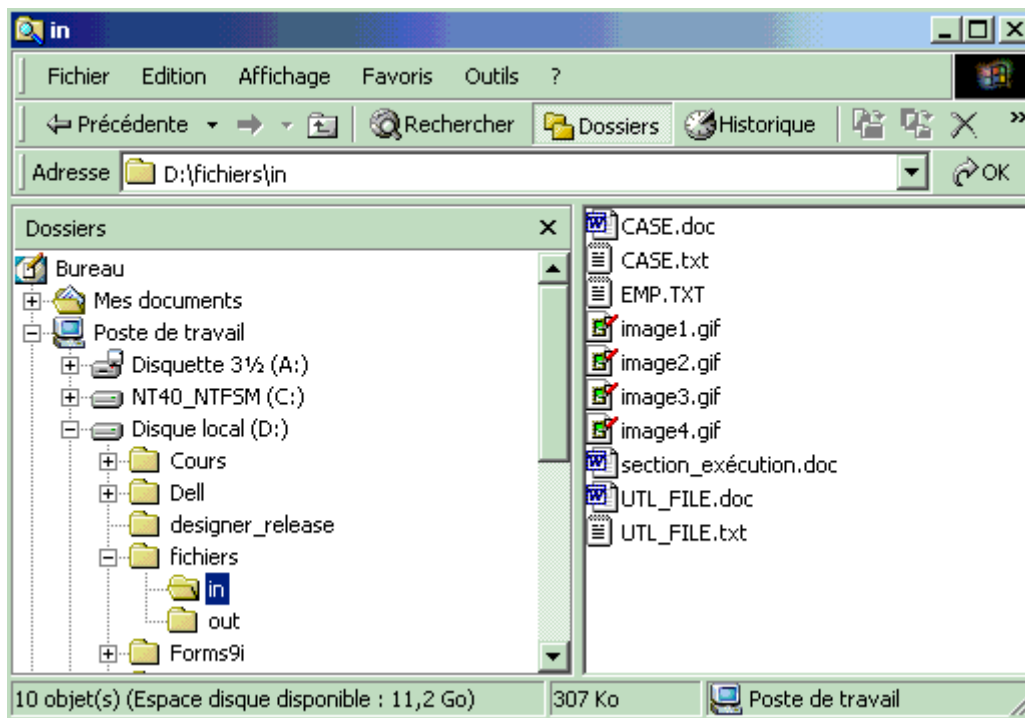 in
Fichier Edition Affichage Favoris Outils ?
Précédente Rechercher Dossiers Historique »
Adresse D:\fichiers\in OK
Dossiers
Bureau
Mes documents
Poste de travail
Disquette 3½ (A:)
NT40_NTFSM (C:)
Disque local (D:)
Cours
Dell
designer_release
fichiers
in
out
Forms9i
CASE.doc
CASE.txt
EMP.TXT
image1.gif
image2.gif
image3.gif
image4.gif
section_exécution.doc
UTL_FILE.doc
UTL_FILE.txt
10 objet(s) (Espace disque disponible : 11,2 Go) 307 Ko Poste de travail